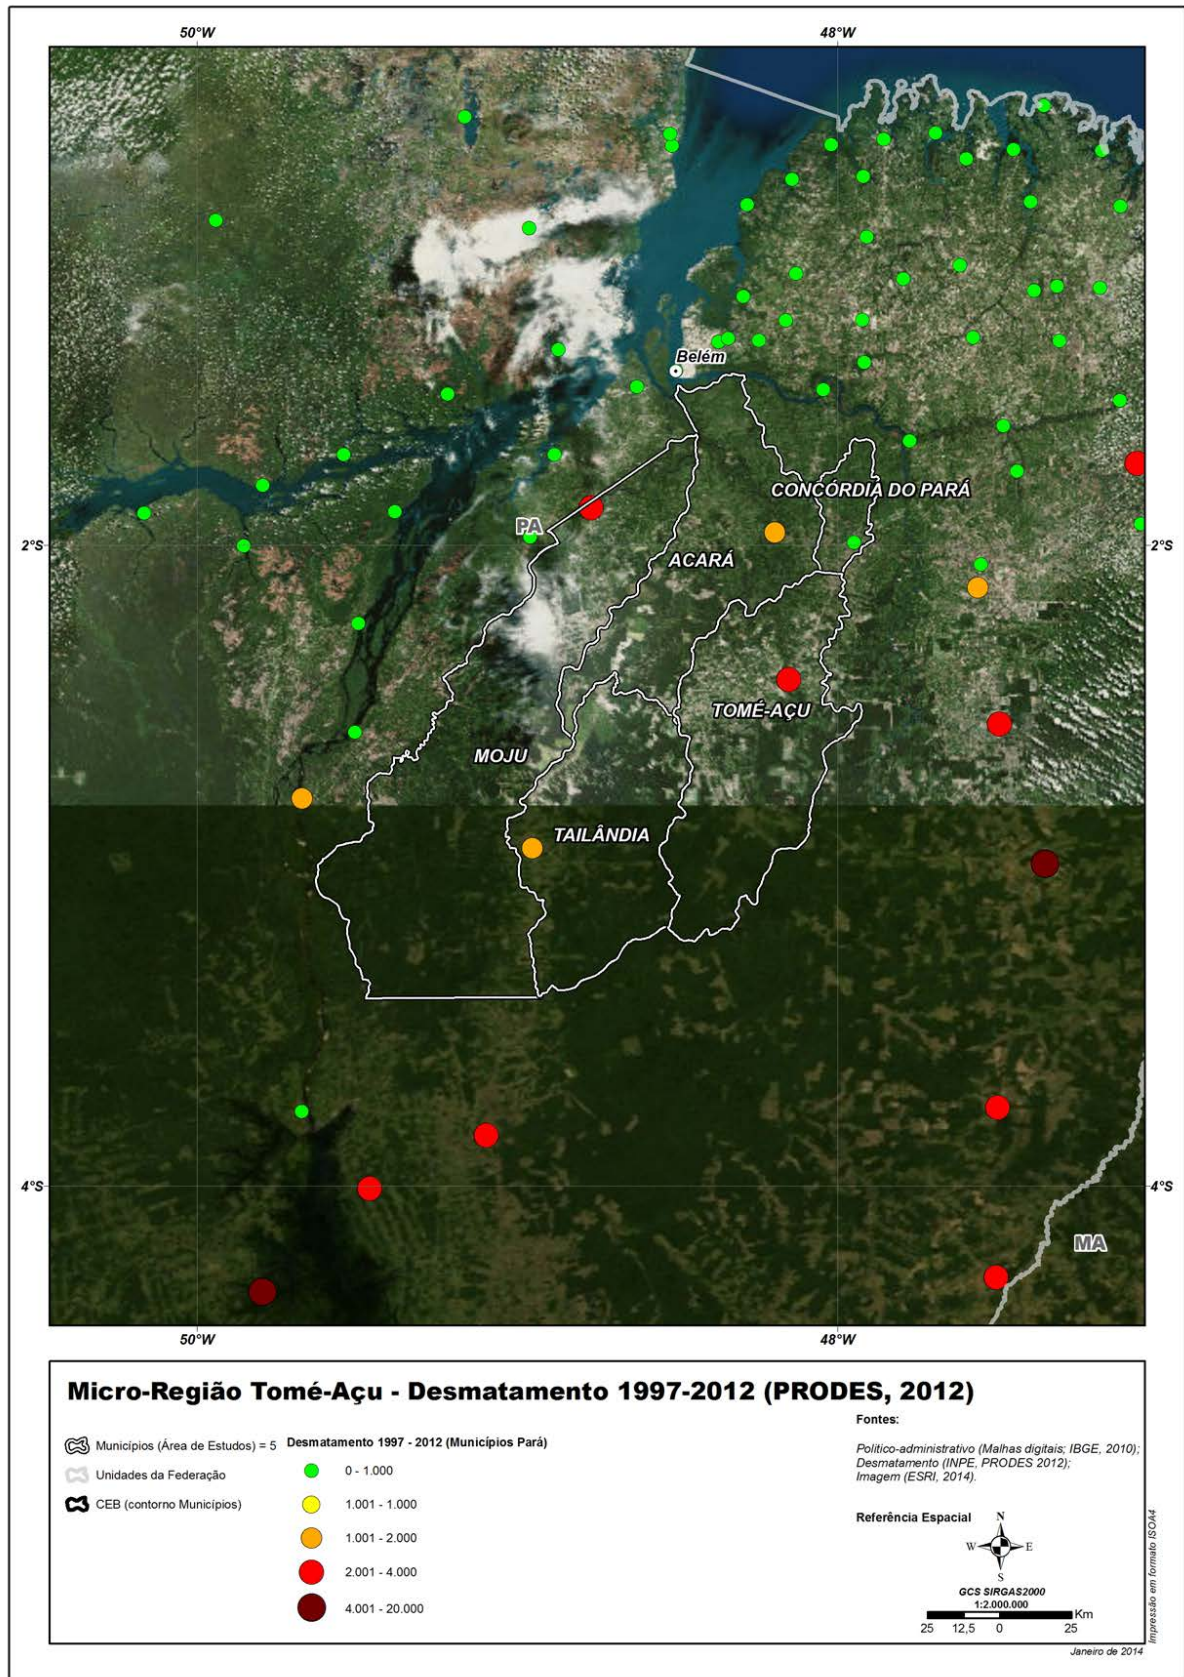 50°W 48°W
Belém
CONCÓRDIA DO PARÁ
PA
2°S 2°S
ACARÁ
TOMÉ-AÇU
MOJU
TAILÂNDIA
4°S 4°S
MA
50°W 48°W
Micro-Região Tomé-Açu - Desmatamento 1997-2012 (PRODES, 2012)
Municípios (Área de Estudos) = 5
Unidades da Federação
CEB (contorno Municípios)
Desmatamento 1997 - 2012 (Municípios Pará)
0 - 1.000
1.001 - 1.000
1.001 - 2.000
2.001 - 4.000
4.001 - 20.000
Fontes:
Politico-administrativo (Malhas digitais; IBGE, 2010);
Desmatamento (INPE, PRODES 2012);
Imagem (ESRI, 2014).
Referência Espacial
N
W E
S
GCS SIRGAS2000
1:2.000.000
Km
25 12,5 0 25
Impressão em formato ISOA4
Janeiro de 2014